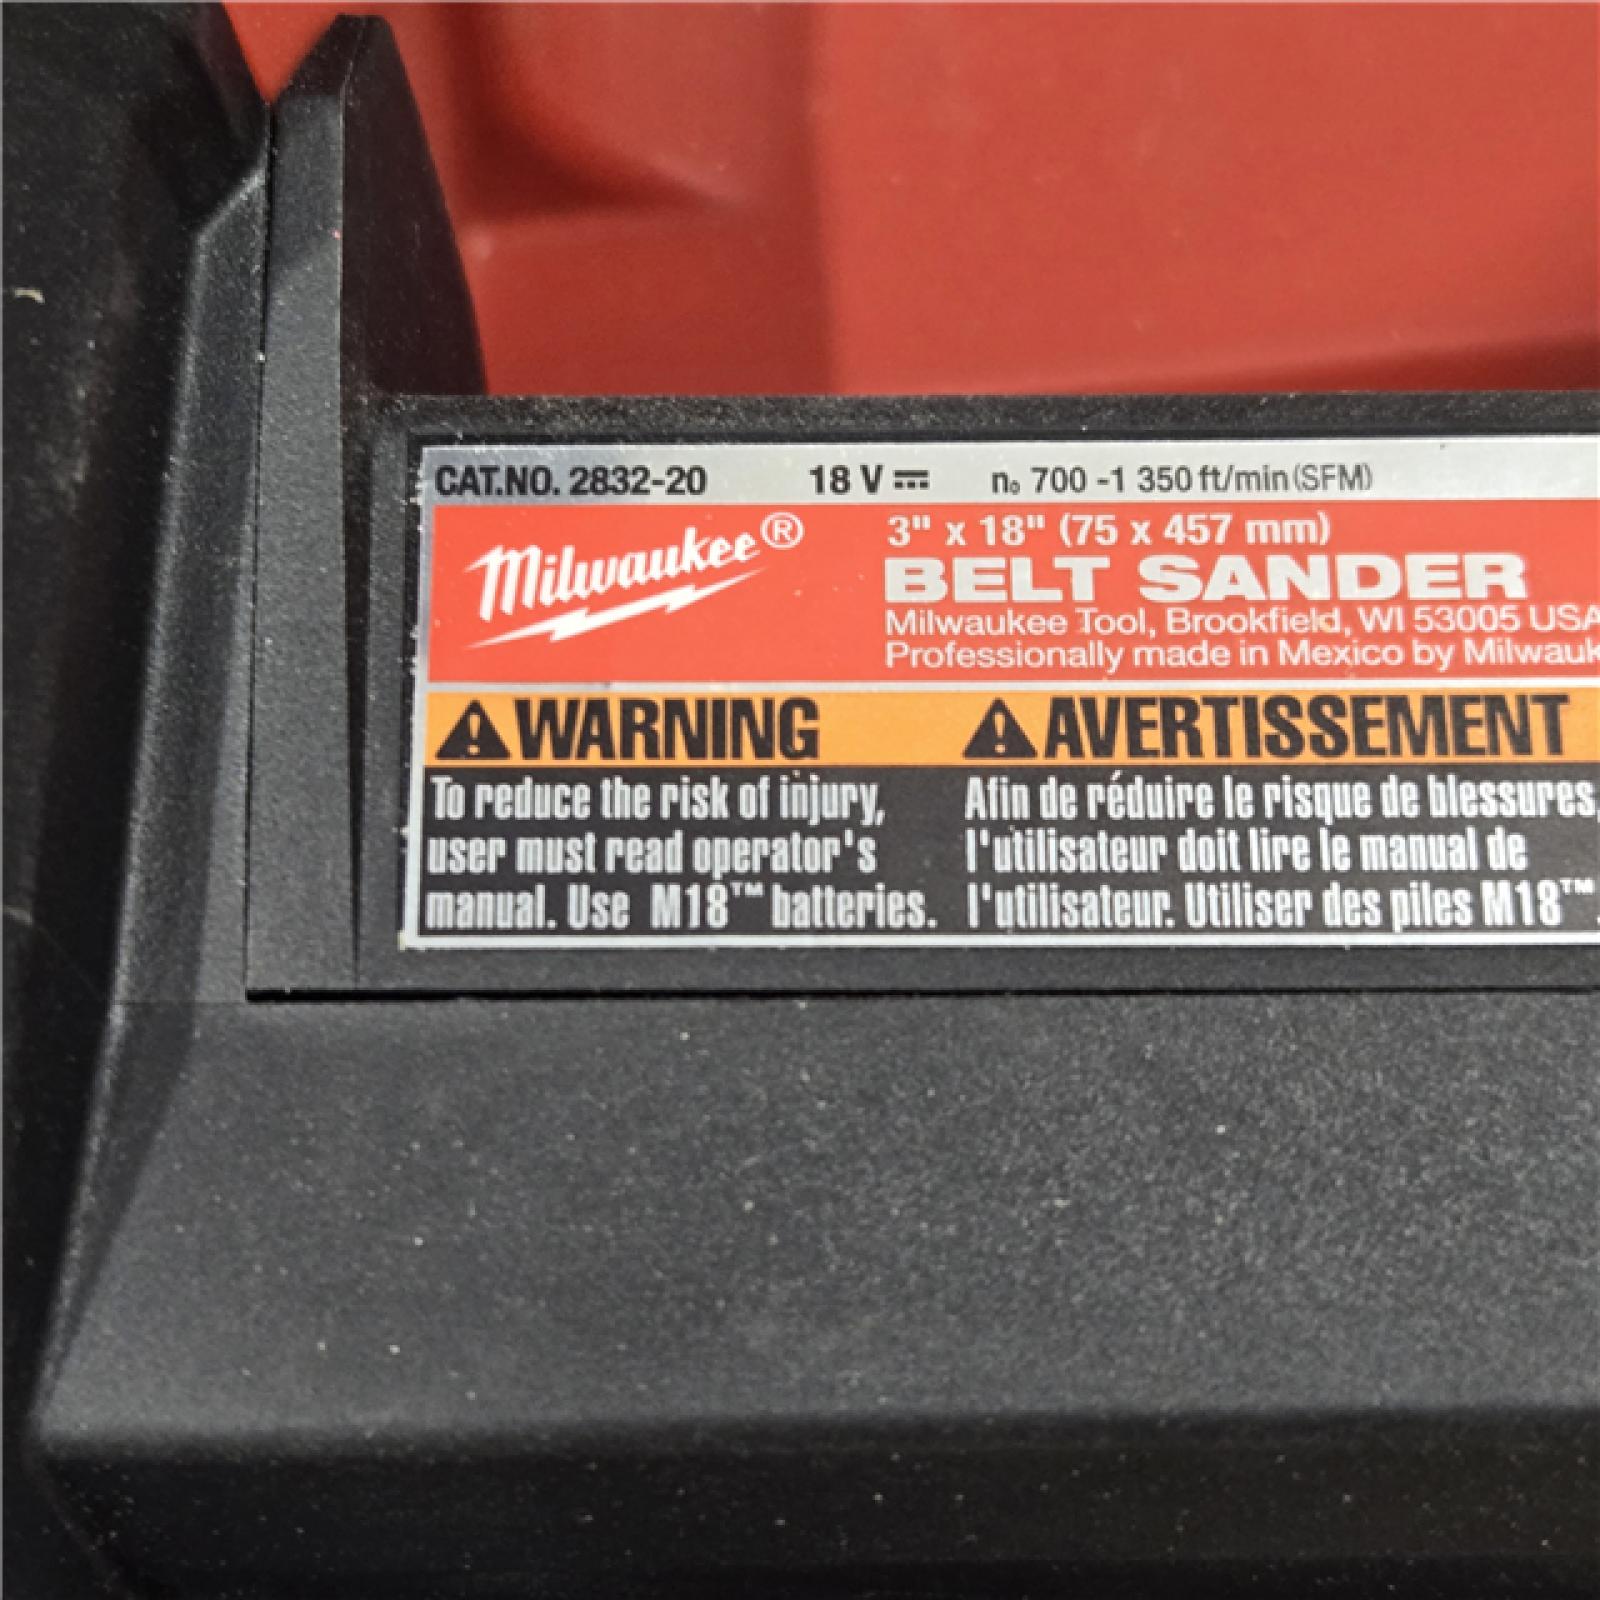 CAT.NO. 2832-20 18 V n₀ 700 -1 350 ft/min (SFM)
Milwaukee®
3" x 18" (75 x 457 mm)
BELT SANDER
Milwaukee Tool, Brookfield, WI 53005 USA
Professionally made in Mexico by
WARNING
To reduce the risk of injury,
user must read operator's
manual. Use M18™ batteries.
AVERTISSEMENT
Afin de réduire le risque de blessures,
l'utilisateur doit lire le manual de
l'utilisateur. Utiliser des piles M18™.